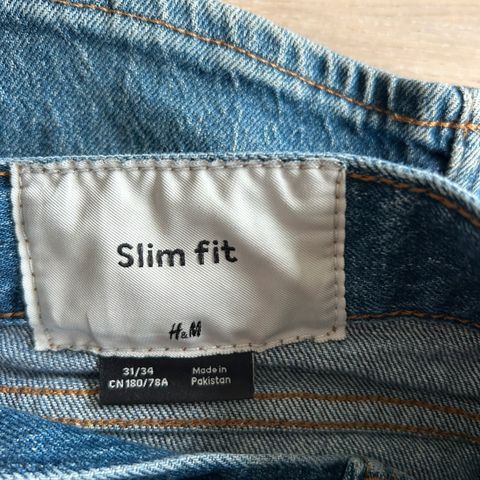 Slim fit
H&M
31/34
CN 180/78A
Made in
Pakistan